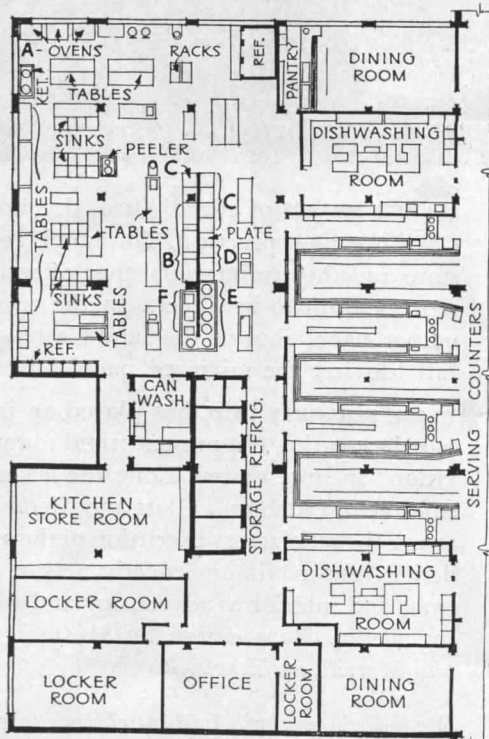 A - OVENS
RACKS
REF.
PANTRY
DINING
ROOM
KET.
TABLES
DISHWASHING
ROOM
SINKS
PEELER
C
C
TABLES
TABLES
PLATE
B
D
SINKS
F
E
TABLES
REF.
CAN
WASH.
STORAGE REFRIG.
SERVING COUNTERS
KITCHEN
STORE ROOM
LOCKER ROOM
DISHWASHING
ROOM
LOCKER
ROOM
OFFICE
LOCKER
ROOM
DINING
ROOM